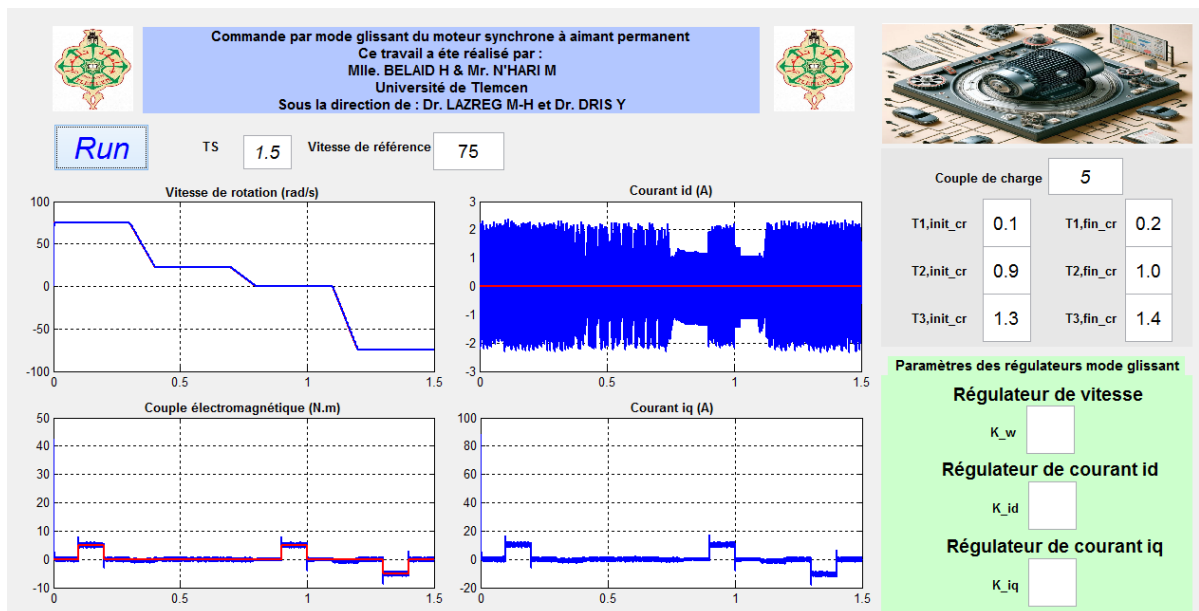 Commande par mode glissant du moteur synchrone à aimant permanent
Ce travail a éte réalisé par :
Mlle. BELAID H & Mr. N'HARI M
Université de Tlemcen
Sous la direction de : Dr. LAZREG M-H et Dr. DRIS Y
Run
TS 1.5
Vitesse de référence 75
Vitesse de rotation (rad/s)
100
50
0
-50
-100
0 0.5 1 1.5
Courant id (A)
3
2
1
0
-1
-2
-3
0 0.5 1 1.5
Couple électromagnétique (N.m)
50
40
30
20
10
0
-10
0 0.5 1 1.5
Courant iq (A)
100
80
60
40
20
0
-20
0 0.5 1 1.5
Couple de charge 5
T1,init_cr 0.1 T1,fin_cr 0.2
T2,init_cr 0.9 T2,fin_cr 1.0
T3,init_cr 1.3 T3,fin_cr 1.4
Paramètres des régulateurs mode glissant
Régulateur de vitesse
K_w
Régulateur de courant id
K_id
Régulateur de courant iq
K_iq